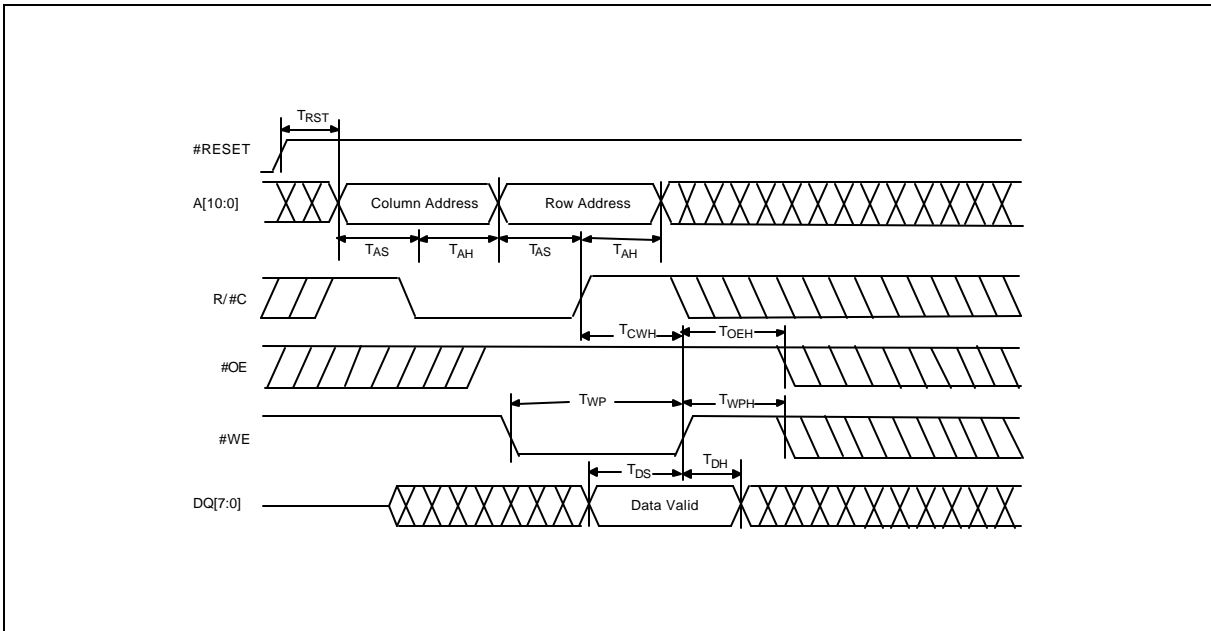 TRST
#RESET
A[10:0]
Column Address
Row Address
TAS
TAH
TAS
TAH
R/#C
TCWH
TOEH
#OE
TWP
TWPH
#WE
TDS
TDH
DQ[7:0]
Data Valid